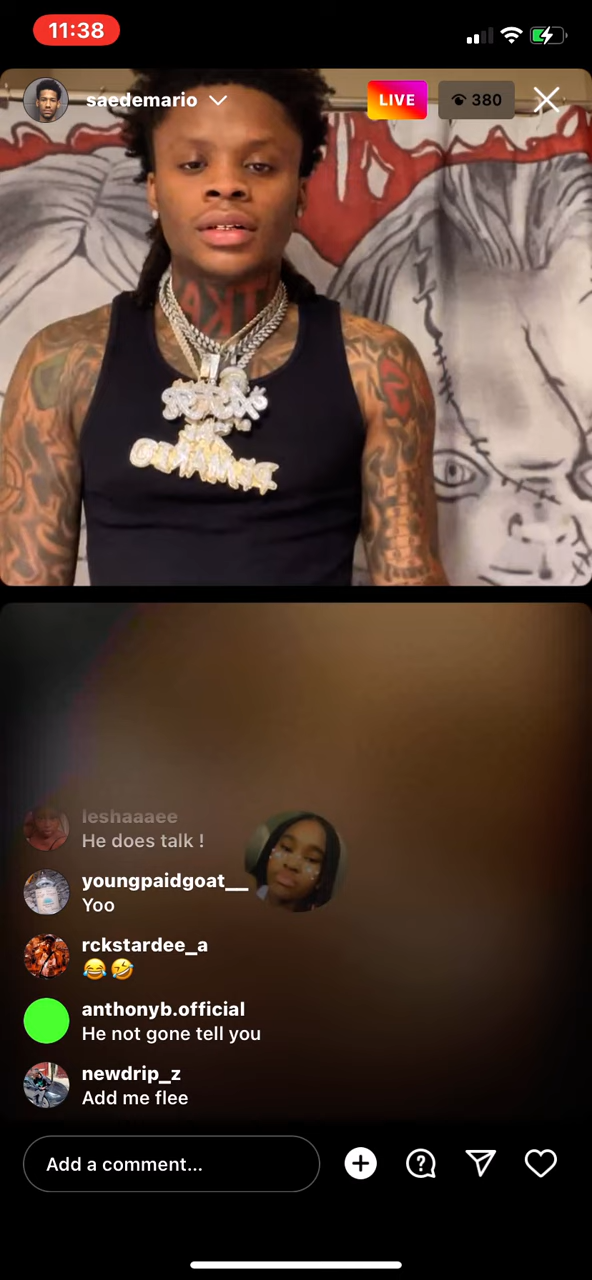 11:38
saedemario
LIVE
380
leshaaaee
He does talk !
youngpaidgoat__
Yoo
rckstardee_a
😂🤣
anthonyb.official
He not gone tell you
newdrip_z
Add me flee
Add a comment...